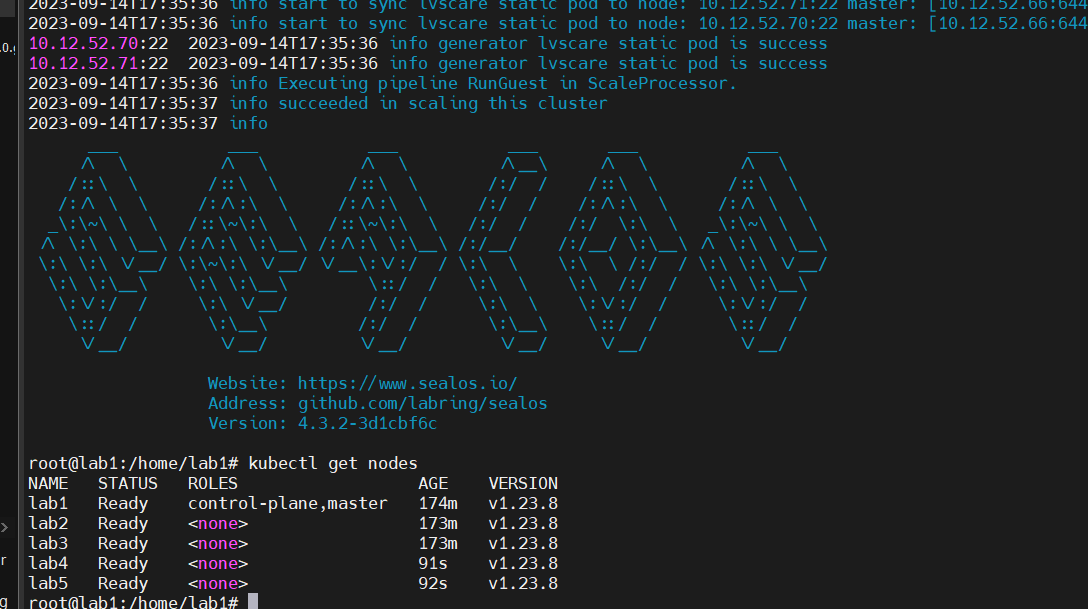 2023-09-14T17:35:36 info start to sync lvscare static pod to node: 10.12.52.71:22 master: [10.12.52.66:644
2023-09-14T17:35:36 info start to sync lvscare static pod to node: 10.12.52.70:22 master: [10.12.52.66:644
10.12.52.70:22 2023-09-14T17:35:36 info generator lvscare static pod is success
10.12.52.71:22 2023-09-14T17:35:36 info generator lvscare static pod is success
2023-09-14T17:35:36 info Executing pipeline RunGuest in ScaleProcessor.
2023-09-14T17:35:37 info succeeded in scaling this cluster
2023-09-14T17:35:37 info
Website: https://www.sealos.io/
Address: github.com/labring/sealos
Version: 4.3.2-3d1cbf6c
root@lab1:/home/lab1# kubectl get nodes
NAME STATUS ROLES AGE VERSION
lab1 Ready control-plane,master 174m v1.23.8
lab2 Ready <none> 173m v1.23.8
lab3 Ready <none> 173m v1.23.8
lab4 Ready <none> 91s v1.23.8
lab5 Ready <none> 92s v1.23.8
root@lab1:/home/lab1#